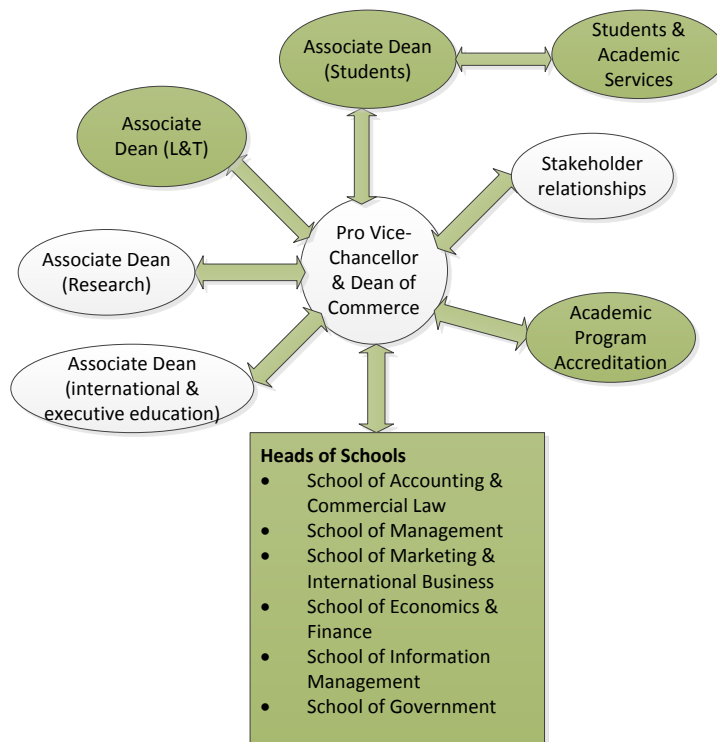 Associate Dean
(Students)
Students &
Academic
Services
Associate
Dean (L&T)
Stakeholder
relationships
Pro Vice-
Chancellor
& Dean of
Commerce
Associate Dean
(Research)
Academic
Program
Accreditation
Associate Dean
(international &
executive education)
Heads of Schools
• School of Accounting &
Commercial Law
• School of Management
• School of Marketing &
International Business
• School of Economics &
Finance
• School of Information
Management
• School of Government